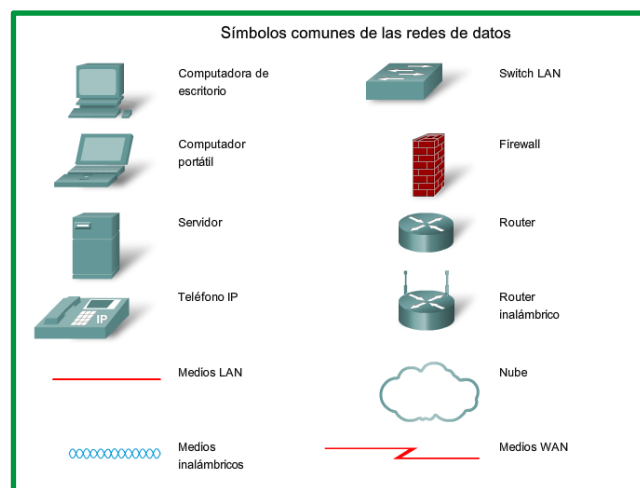 Símbolos comunes de las redes de datos
Computadora de
escritorio
Switch LAN
Computador
portátil
Firewall
Servidor
Router
Teléfono IP
IP
Router
inalámbrico
Medios LAN
Nube
Medios
inalámbricos
Medios WAN